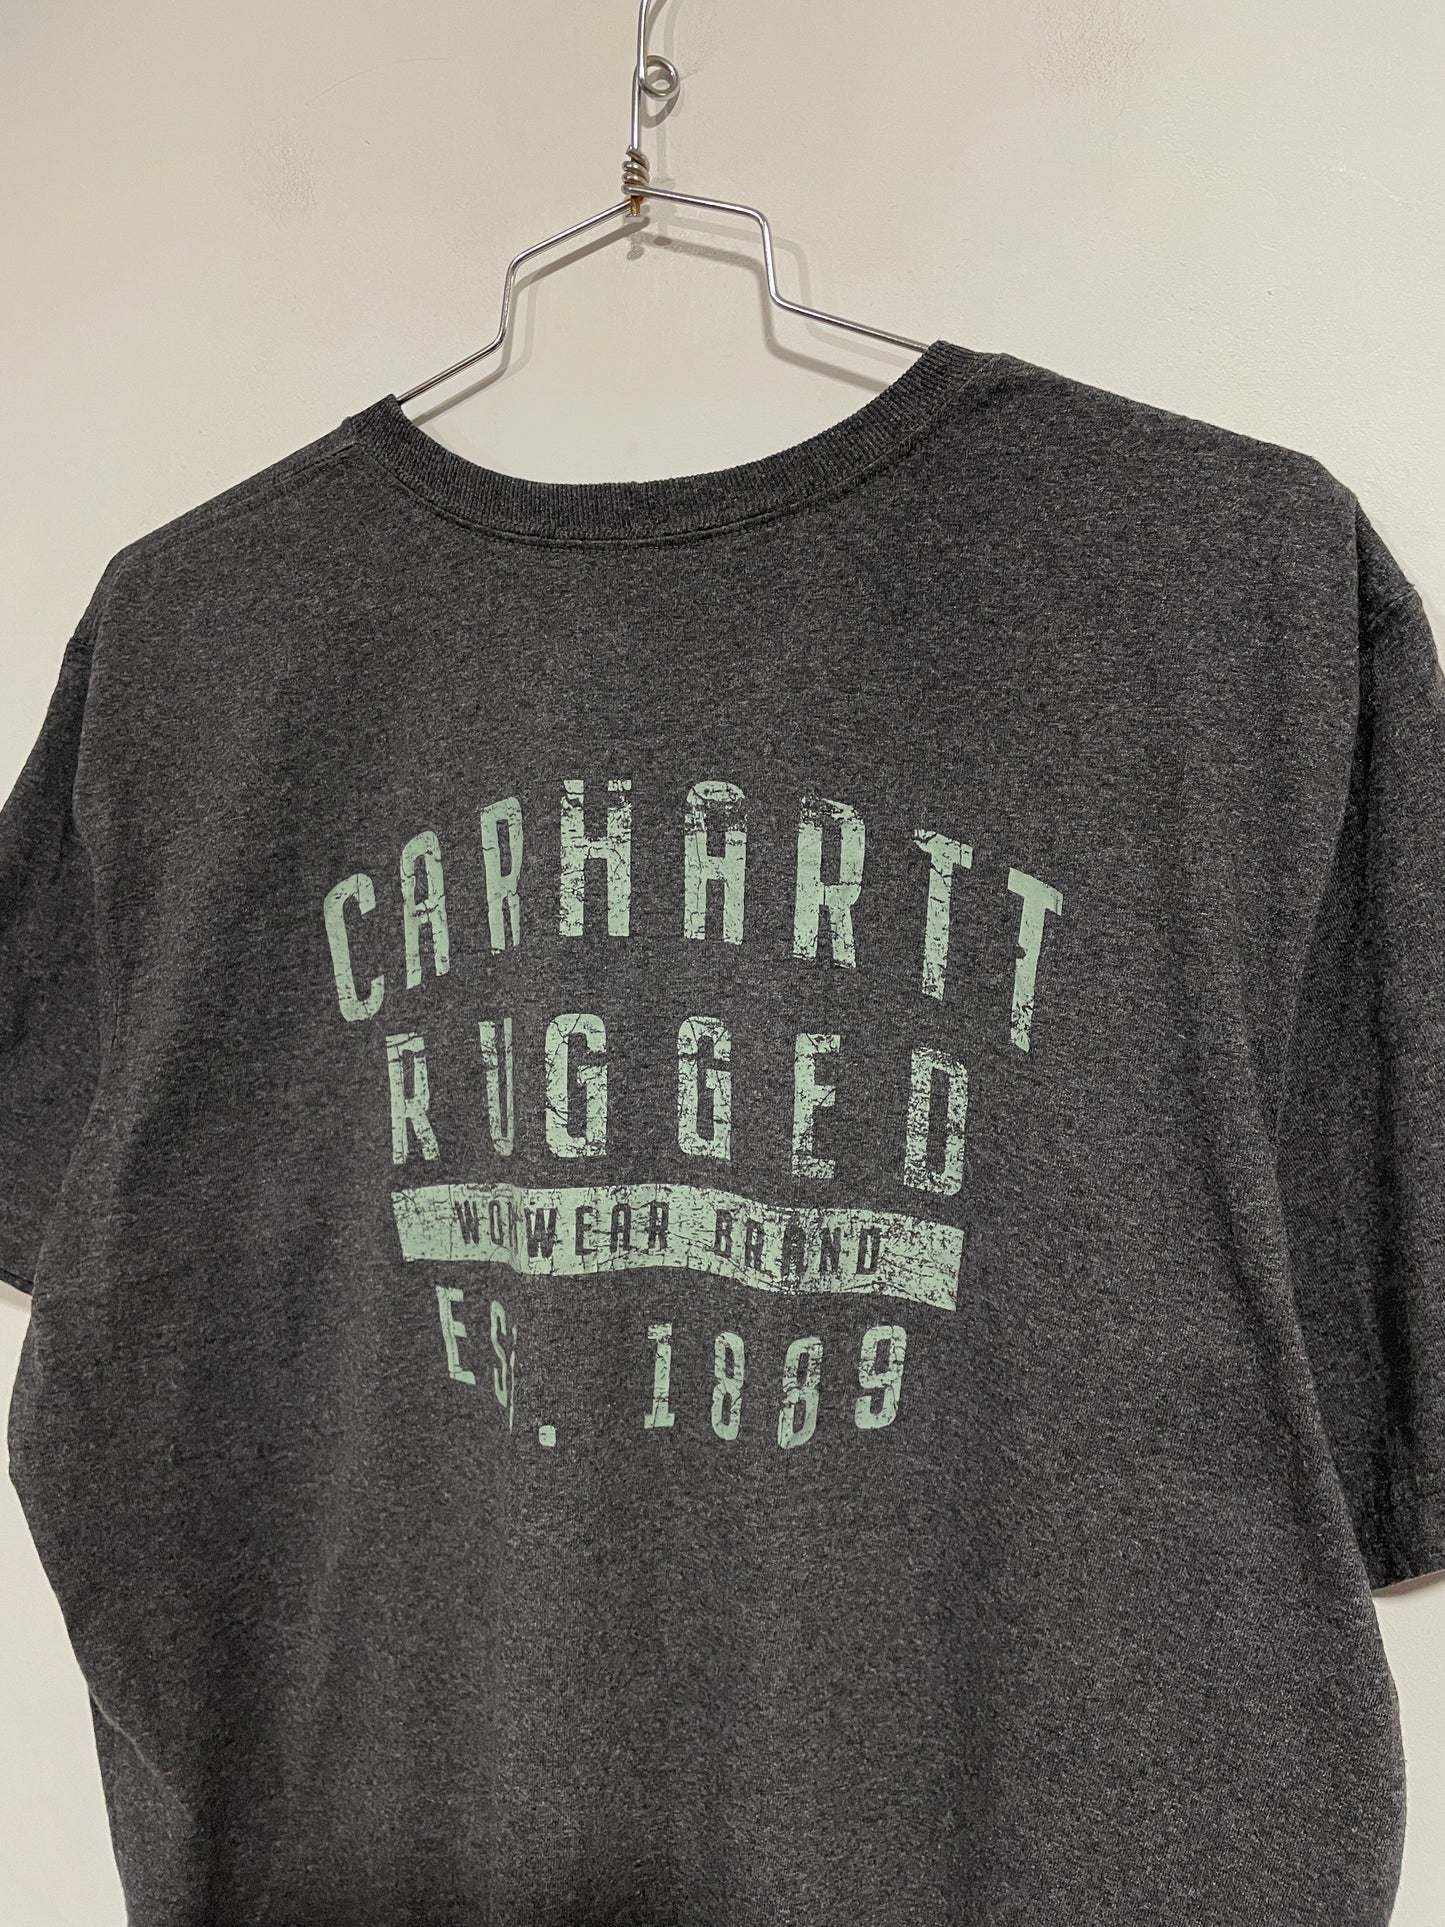 CARHARTT
RUGGED
WORKWEAR BRAND
EST. 1889